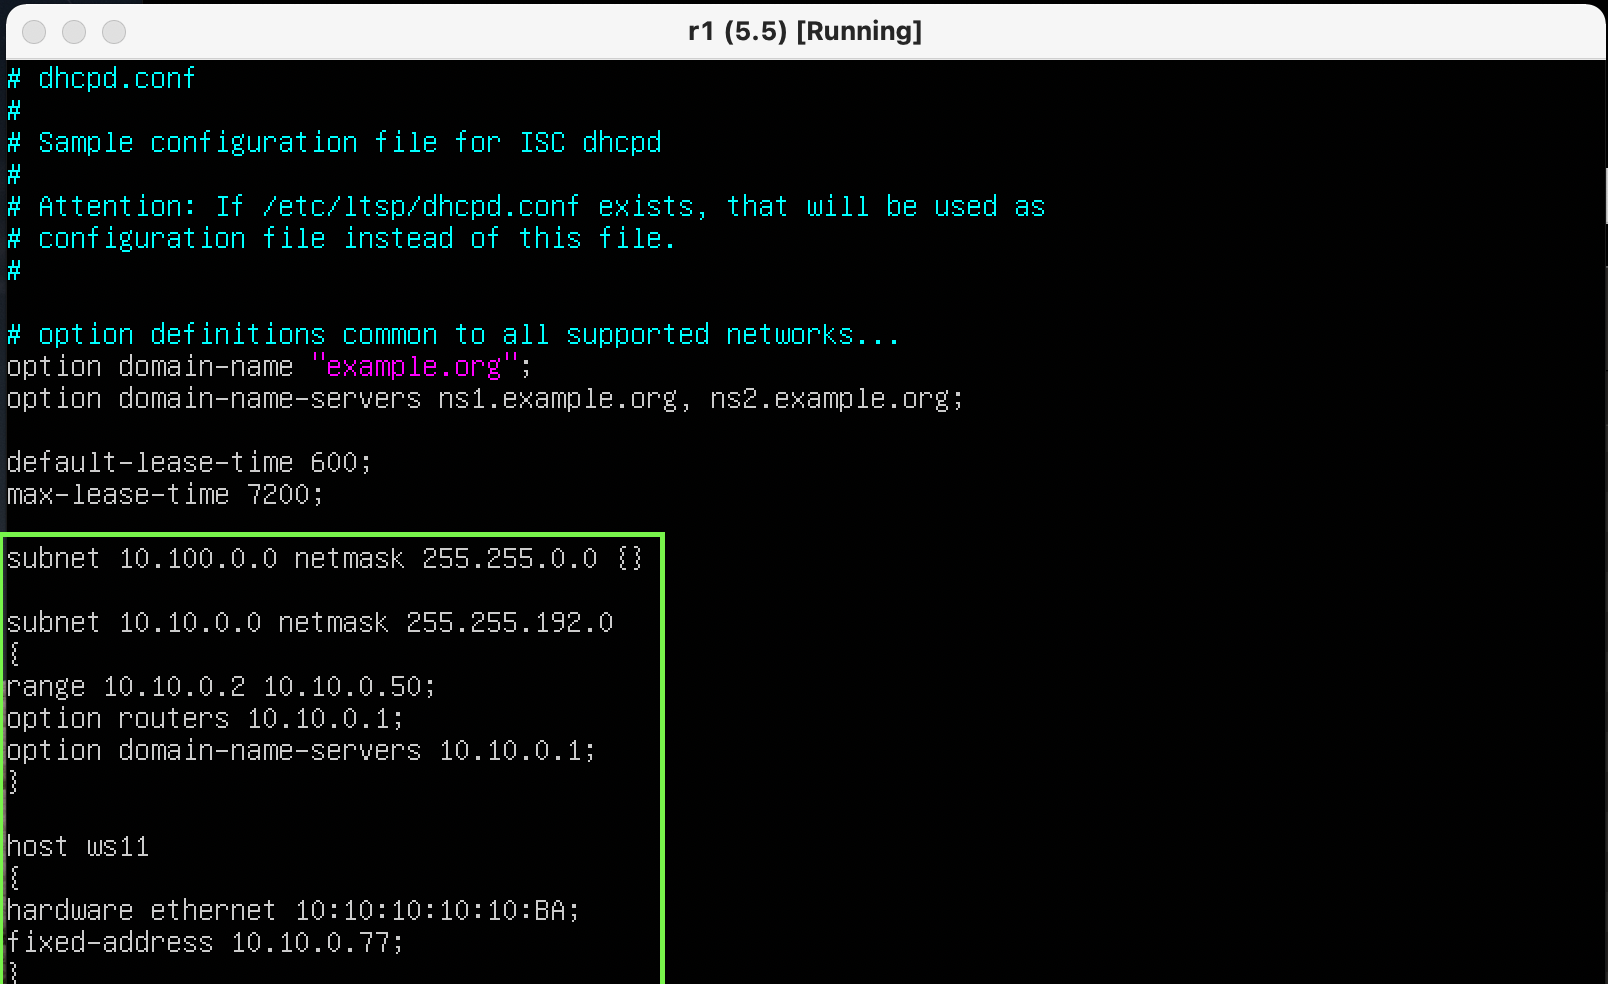 r1 (5.5) [Running]
# dhcpd.conf
#
# Sample configuration file for ISC dhcpd
#
# Attention: If /etc/ltsp/dhcpd.conf exists, that will be used as
# configuration file instead of this file.
#
# option definitions common to all supported networks...
option domain-name "example.org";
option domain-name-servers ns1.example.org, ns2.example.org;
default-lease-time 600;
max-lease-time 7200;
subnet 10.100.0.0 netmask 255.255.0.0 {}
subnet 10.10.0.0 netmask 255.255.192.0
{
range 10.10.0.2 10.10.0.50;
option routers 10.10.0.1;
option domain-name-servers 10.10.0.1;
}
host ws11
{
hardware ethernet 10:10:10:10:10:BA;
fixed-address 10.10.0.77;
}